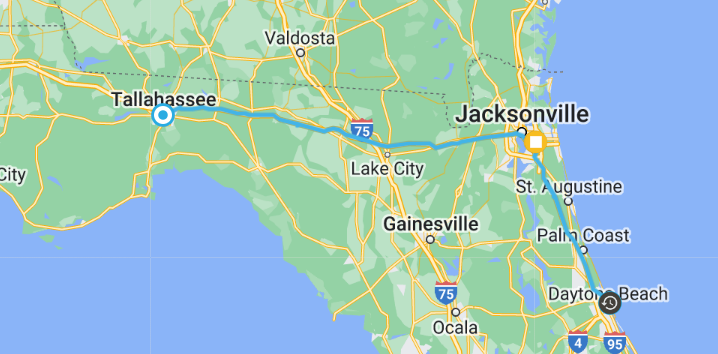 Valdosta
Tallahassee
75
Jacksonville
Lake City
City
St. Augustine
Gainesville
Palm Coast
75
Daytona Beach
Ocala
4
95